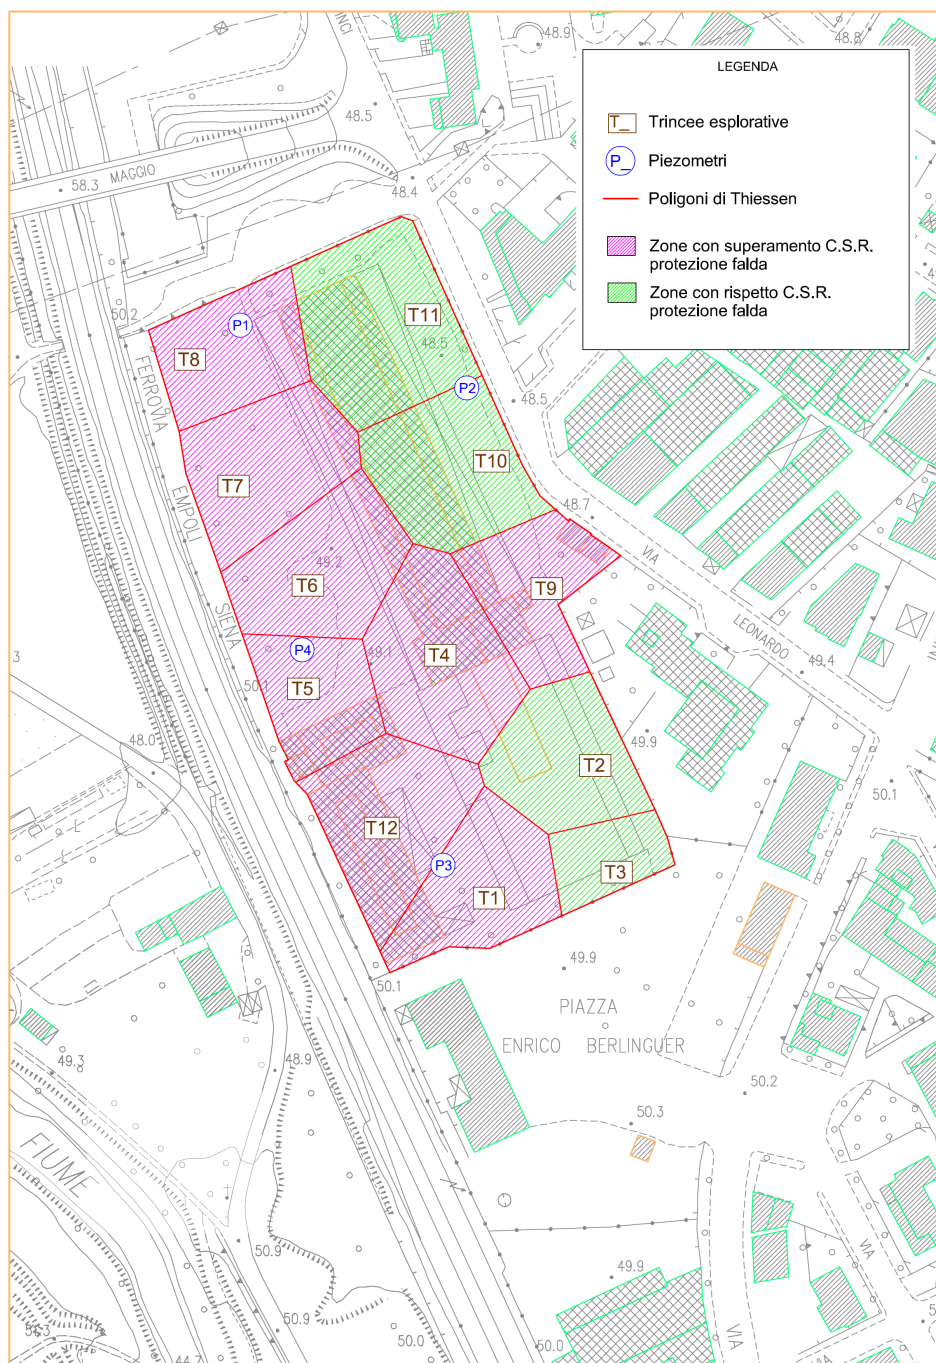 LEGENDA
T_ Trincee esplorative
P_ Piezometri
Poligoni di Thiessen
Zone con superamento C.S.R.
protezione falda
Zone con rispetto C.S.R.
protezione falda
VINCI
48.9
48.8
48.5
58.3 MAGGIO
48.4
50.2
P1
T11
T8
48.5
P2
48.5
FERROVIA
EMPOLI
SIENA
T10
T7
48.7
49.2
T6
T9
VIA
LEONARDO
P4
49.1
T4
49.4
T5
50.1
3
48.0
49.9
T2
50.1
T12
P3
T3
T1
49.9
50.1
PIAZZA
ENRICO BERLINGUER
49.3
48.9
50.2
50.3
FIUME
50.9
VIA
49.9
50.9
51.3
50.0
50.0
VIA
44.7